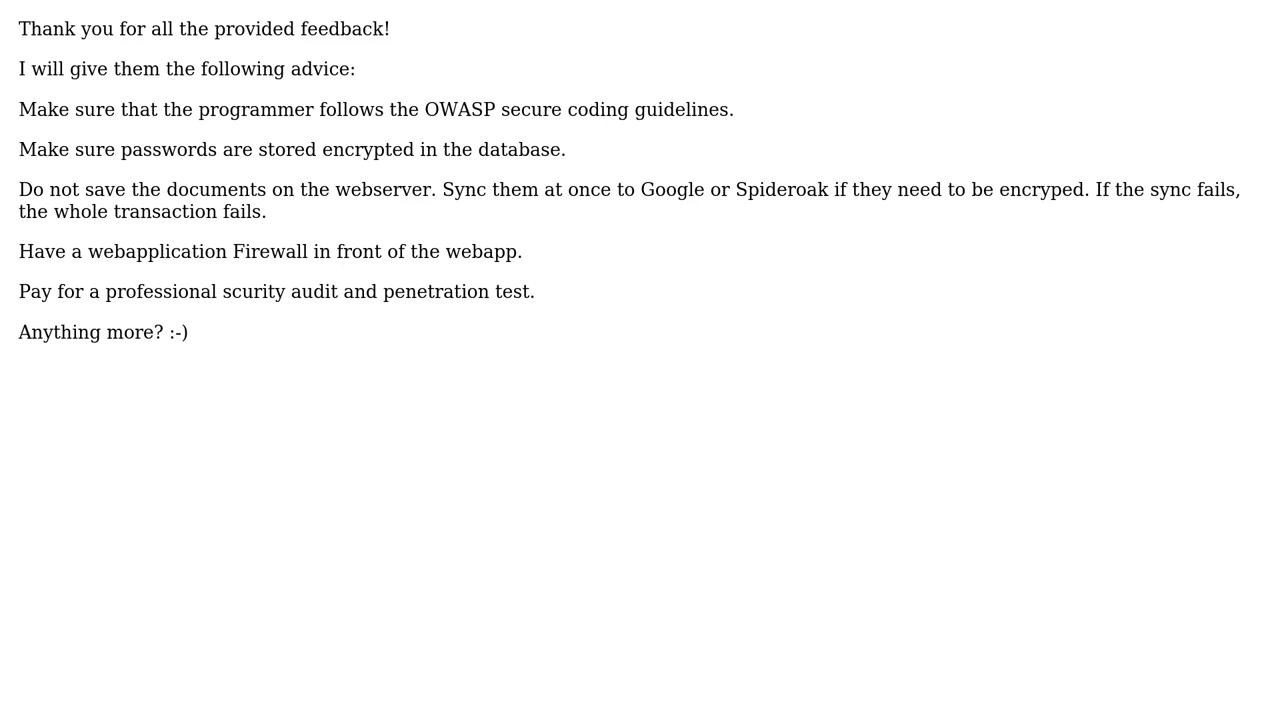 Thank you for all the provided feedback!
I will give them the following advice:
Make sure that the programmer follows the OWASP secure coding guidelines.
Make sure passwords are stored encrypted in the database.
Do not save the documents on the webserver. Sync them at once to Google or Spideroak if they need to be encryped. If the sync fails,
the whole transaction fails.
Have a webapplication Firewall in front of the webapp.
Pay for a professional scurity audit and penetration test.
Anything more? :-)